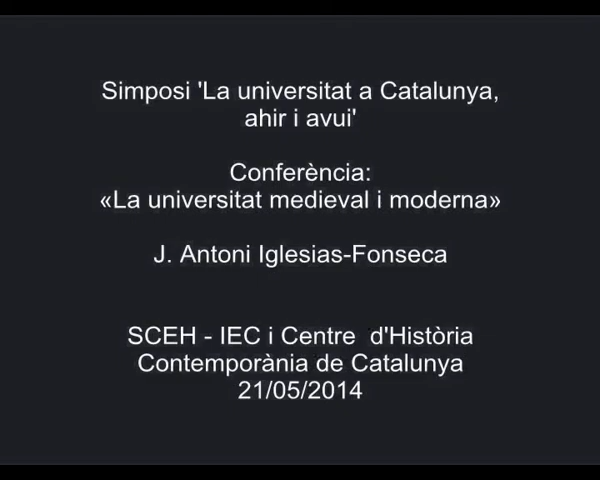 Simposi 'La universitat a Catalunya,
ahir i avui'
Conferència:
«La universitat medieval i moderna»
J. Antoni Iglesias-Fonseca
SCEH - IEC i Centre d'Història
Contemporània de Catalunya
21/05/2014